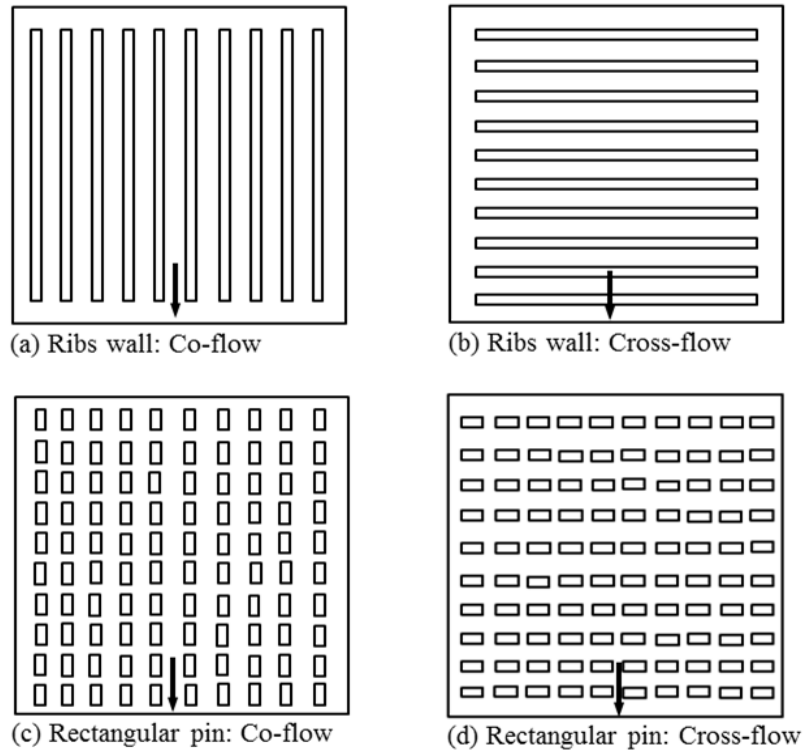 (a) Ribs wall: Co-flow
(b) Ribs wall: Cross-flow
(c) Rectangular pin: Co-flow
(d) Rectangular pin: Cross-flow